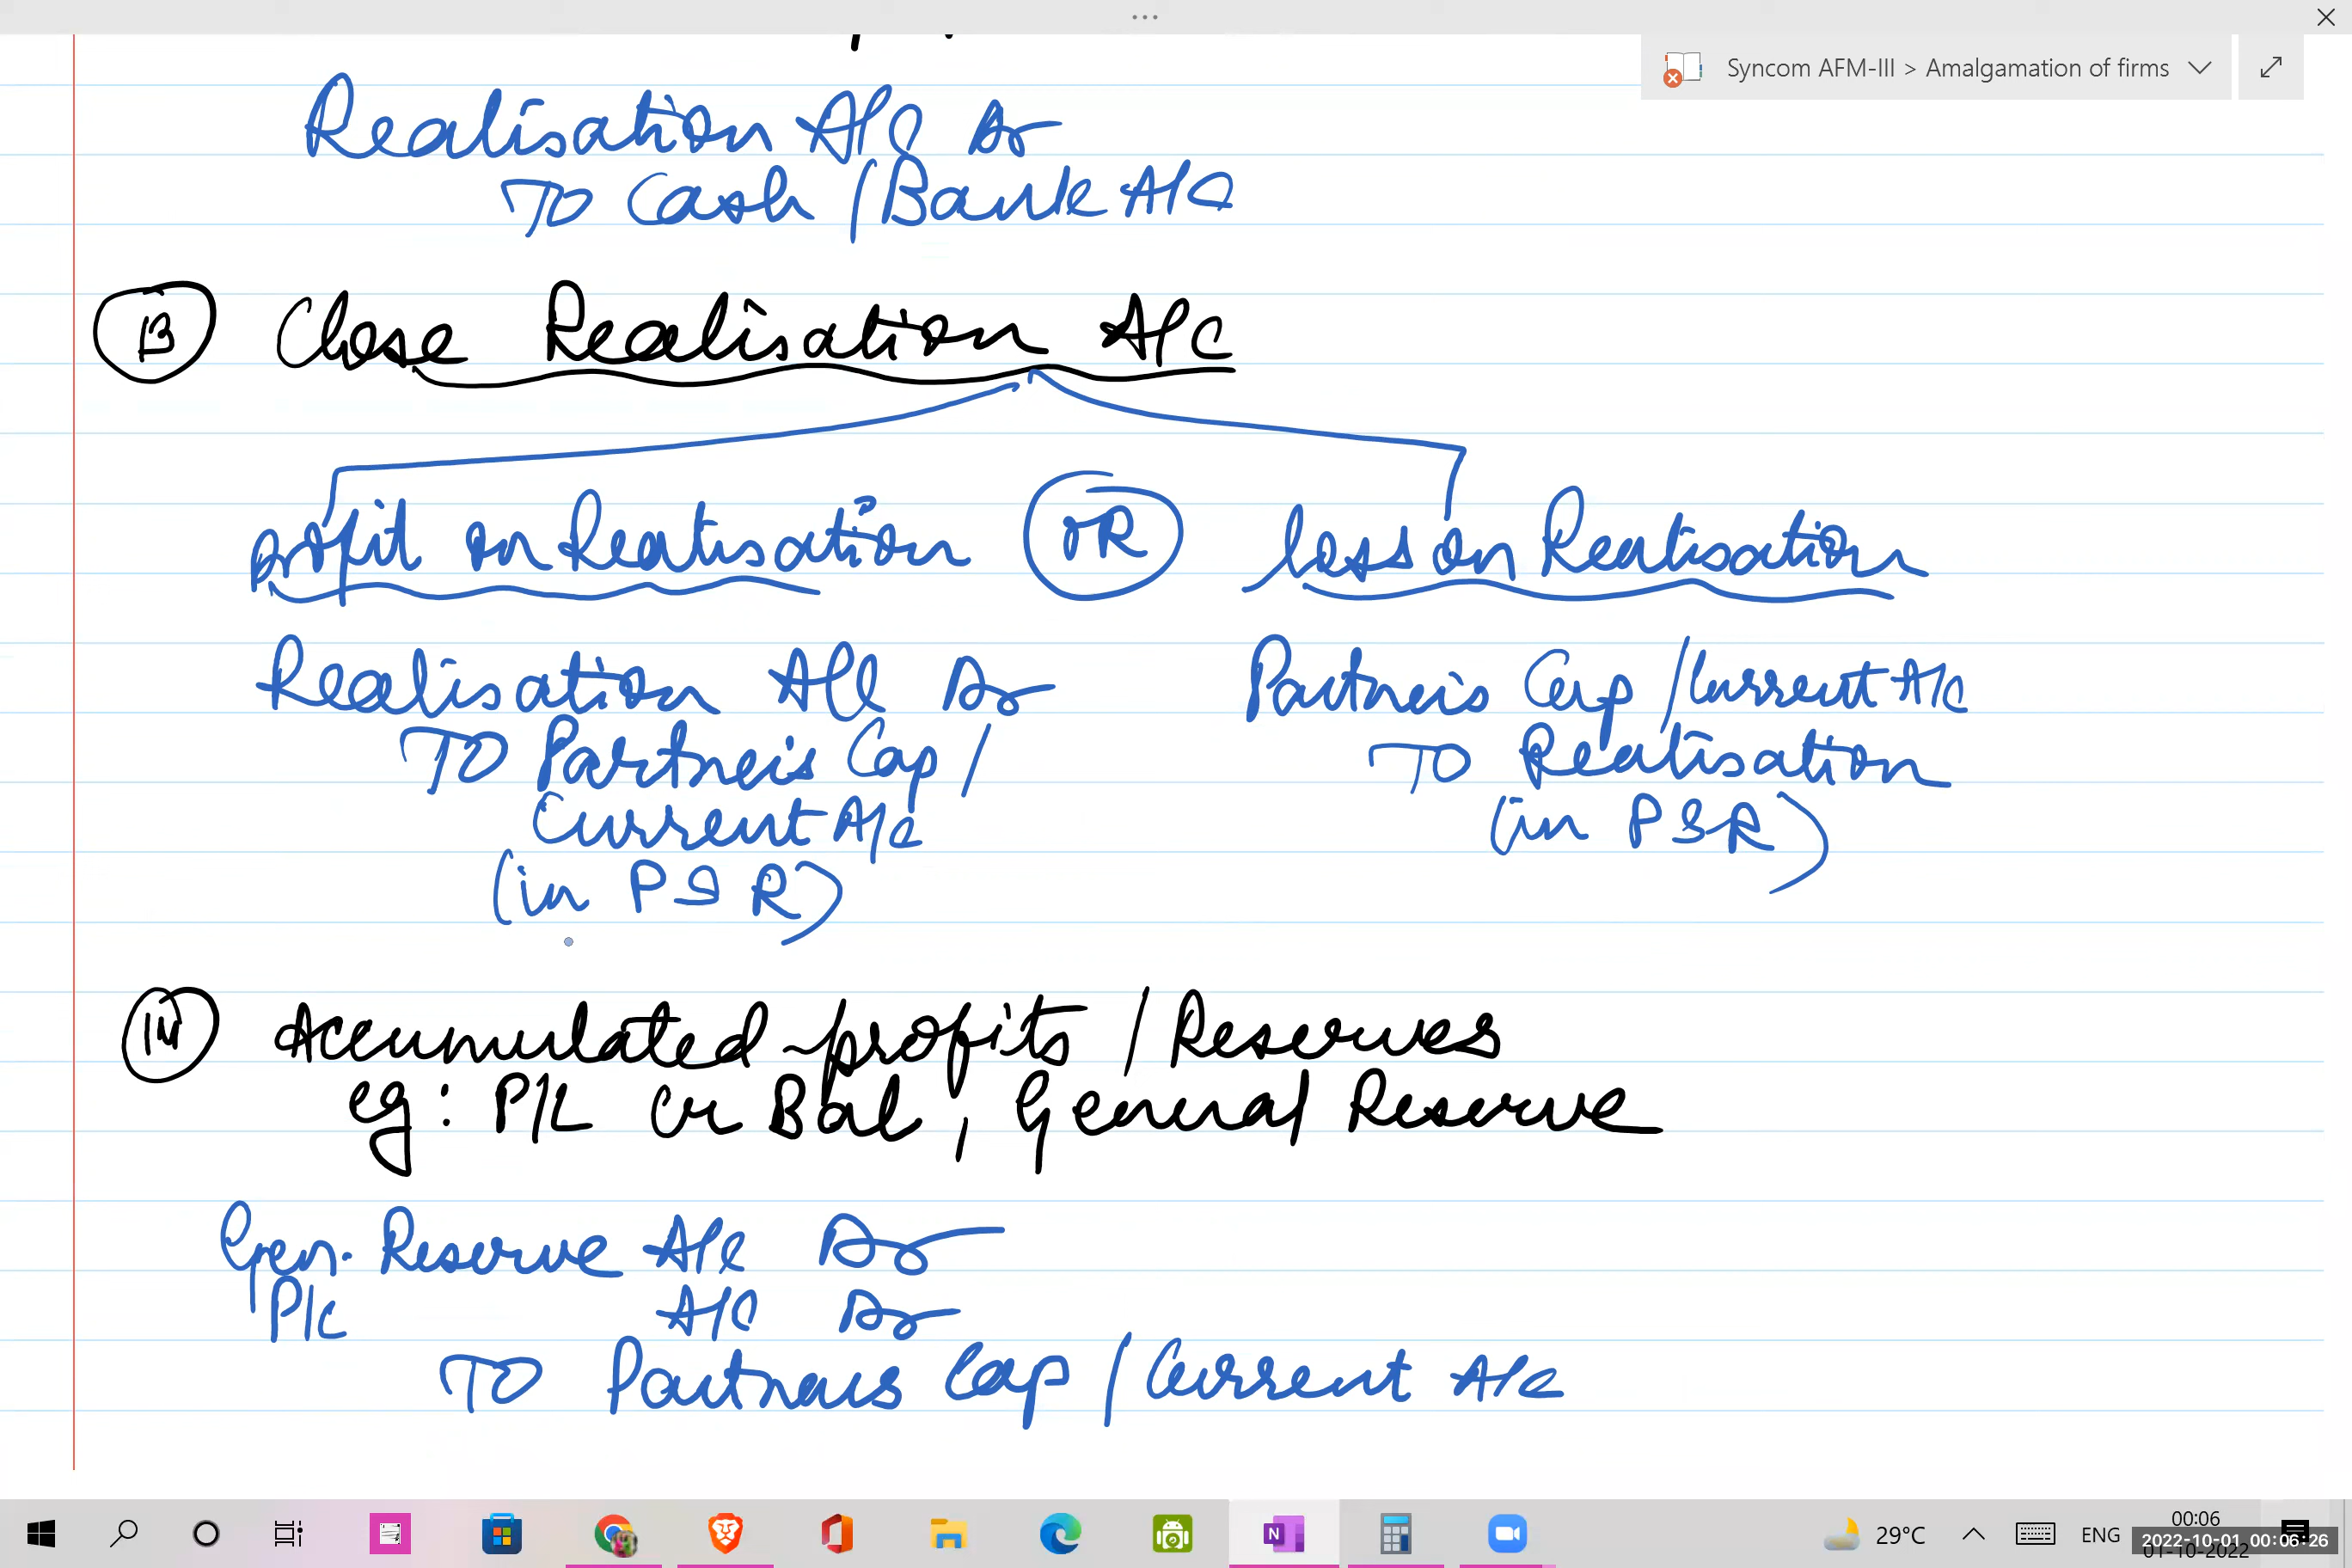 Syncom AFM-III > Amalgamation of firms
Realisation A/c Dr
To Cash / Bank A/c
B Close Realisation A/c
profit on Realisation OR loss on Realisation
Realisation A/c Dr
To Partner's Cap /
Current A/c
(in PSR)
Partner's Cap / Current A/c
To Realisation
(in PSR)
14 Accumulated profits / Reserves
eg: P/L Cr Bal, General Reserve
Gen. Reserve A/c Dr
P/L A/c Dr
To Partners Cap / Current A/c
29°C
ENG
00:06
01-10-2022
2022-10-01 00:06:26